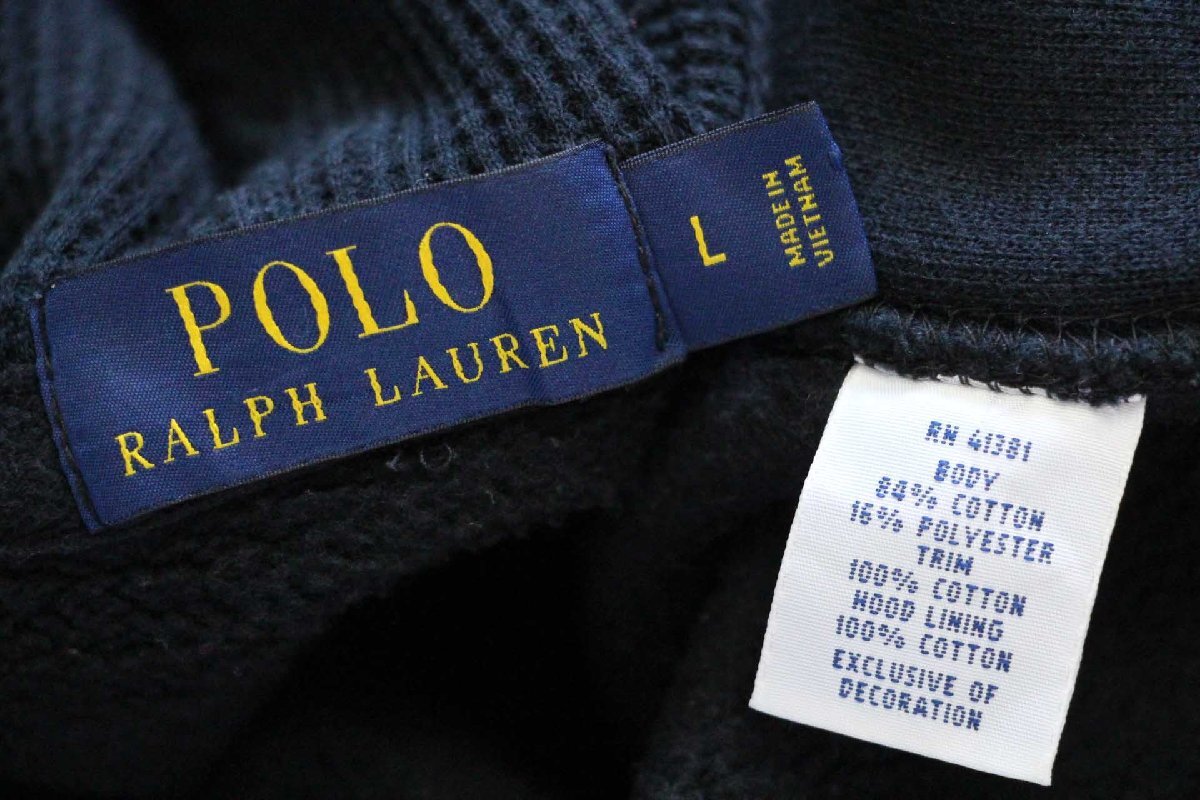 POLO
RALPH LAUREN
L
MADE IN
VIETNAM
RN 41381
BODY
84% COTTON
16% POLYESTER
TRIM
100% COTTON
HOOD LINING
100% COTTON
EXCLUSIVE OF
DECORATION